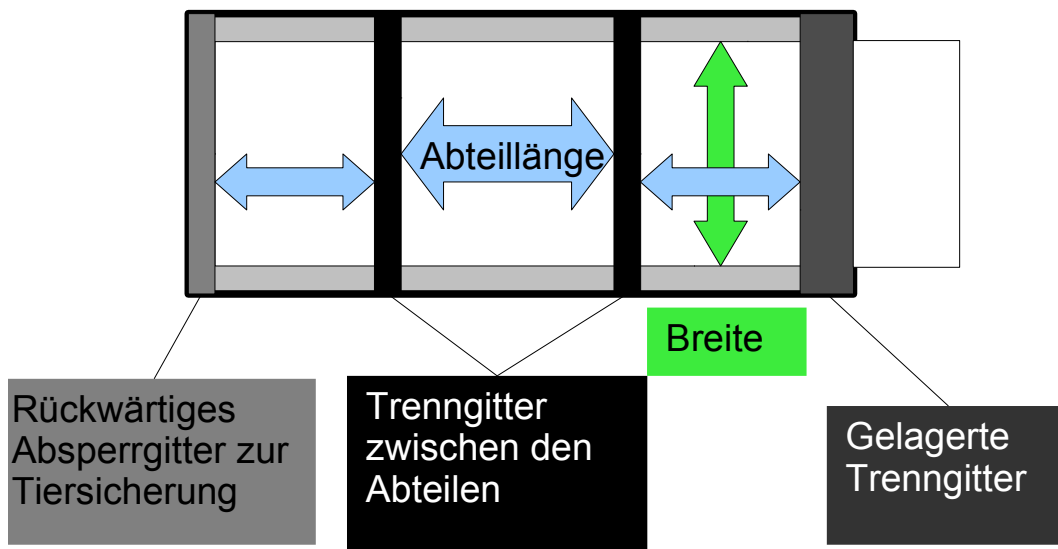 Abteillänge
Breite
Rückwärtiges
Absperrgitter zur
Tiersicherung
Trenngitter
zwischen den
Abteilen
Gelagerte
Trenngitter